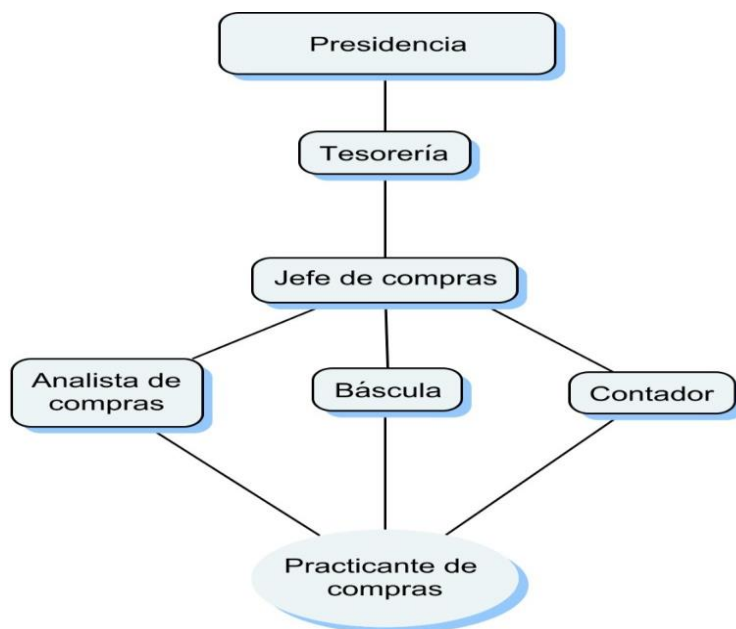 Presidencia
Tesorería
Jefe de compras
Analista de
compras
Báscula
Contador
Practicante de
compras